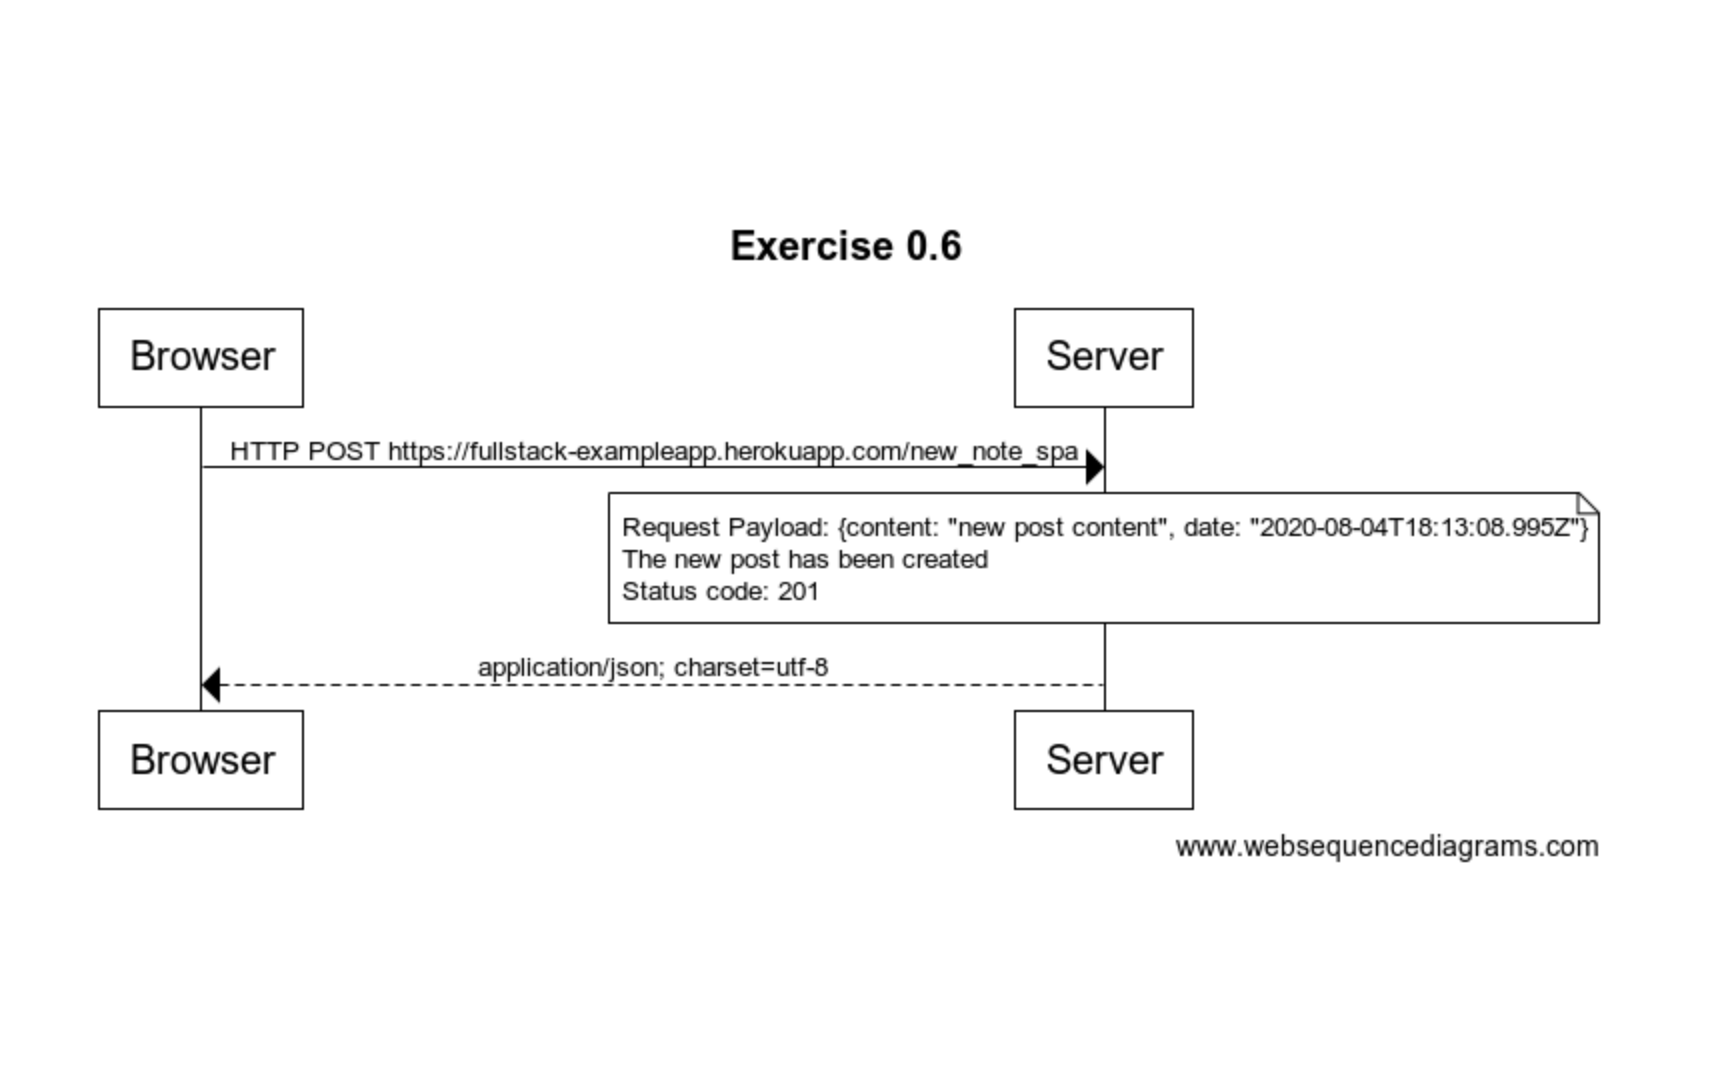 Exercise 0.6
Browser
Server
HTTP POST https://fullstack-exampleapp.herokuapp.com/new_note_spa
Request Payload: {content: "new post content", date: "2020-08-04T18:13:08.995Z"}
The new post has been created
Status code: 201
application/json; charset=utf-8
Browser
Server
www.websequencediagrams.com